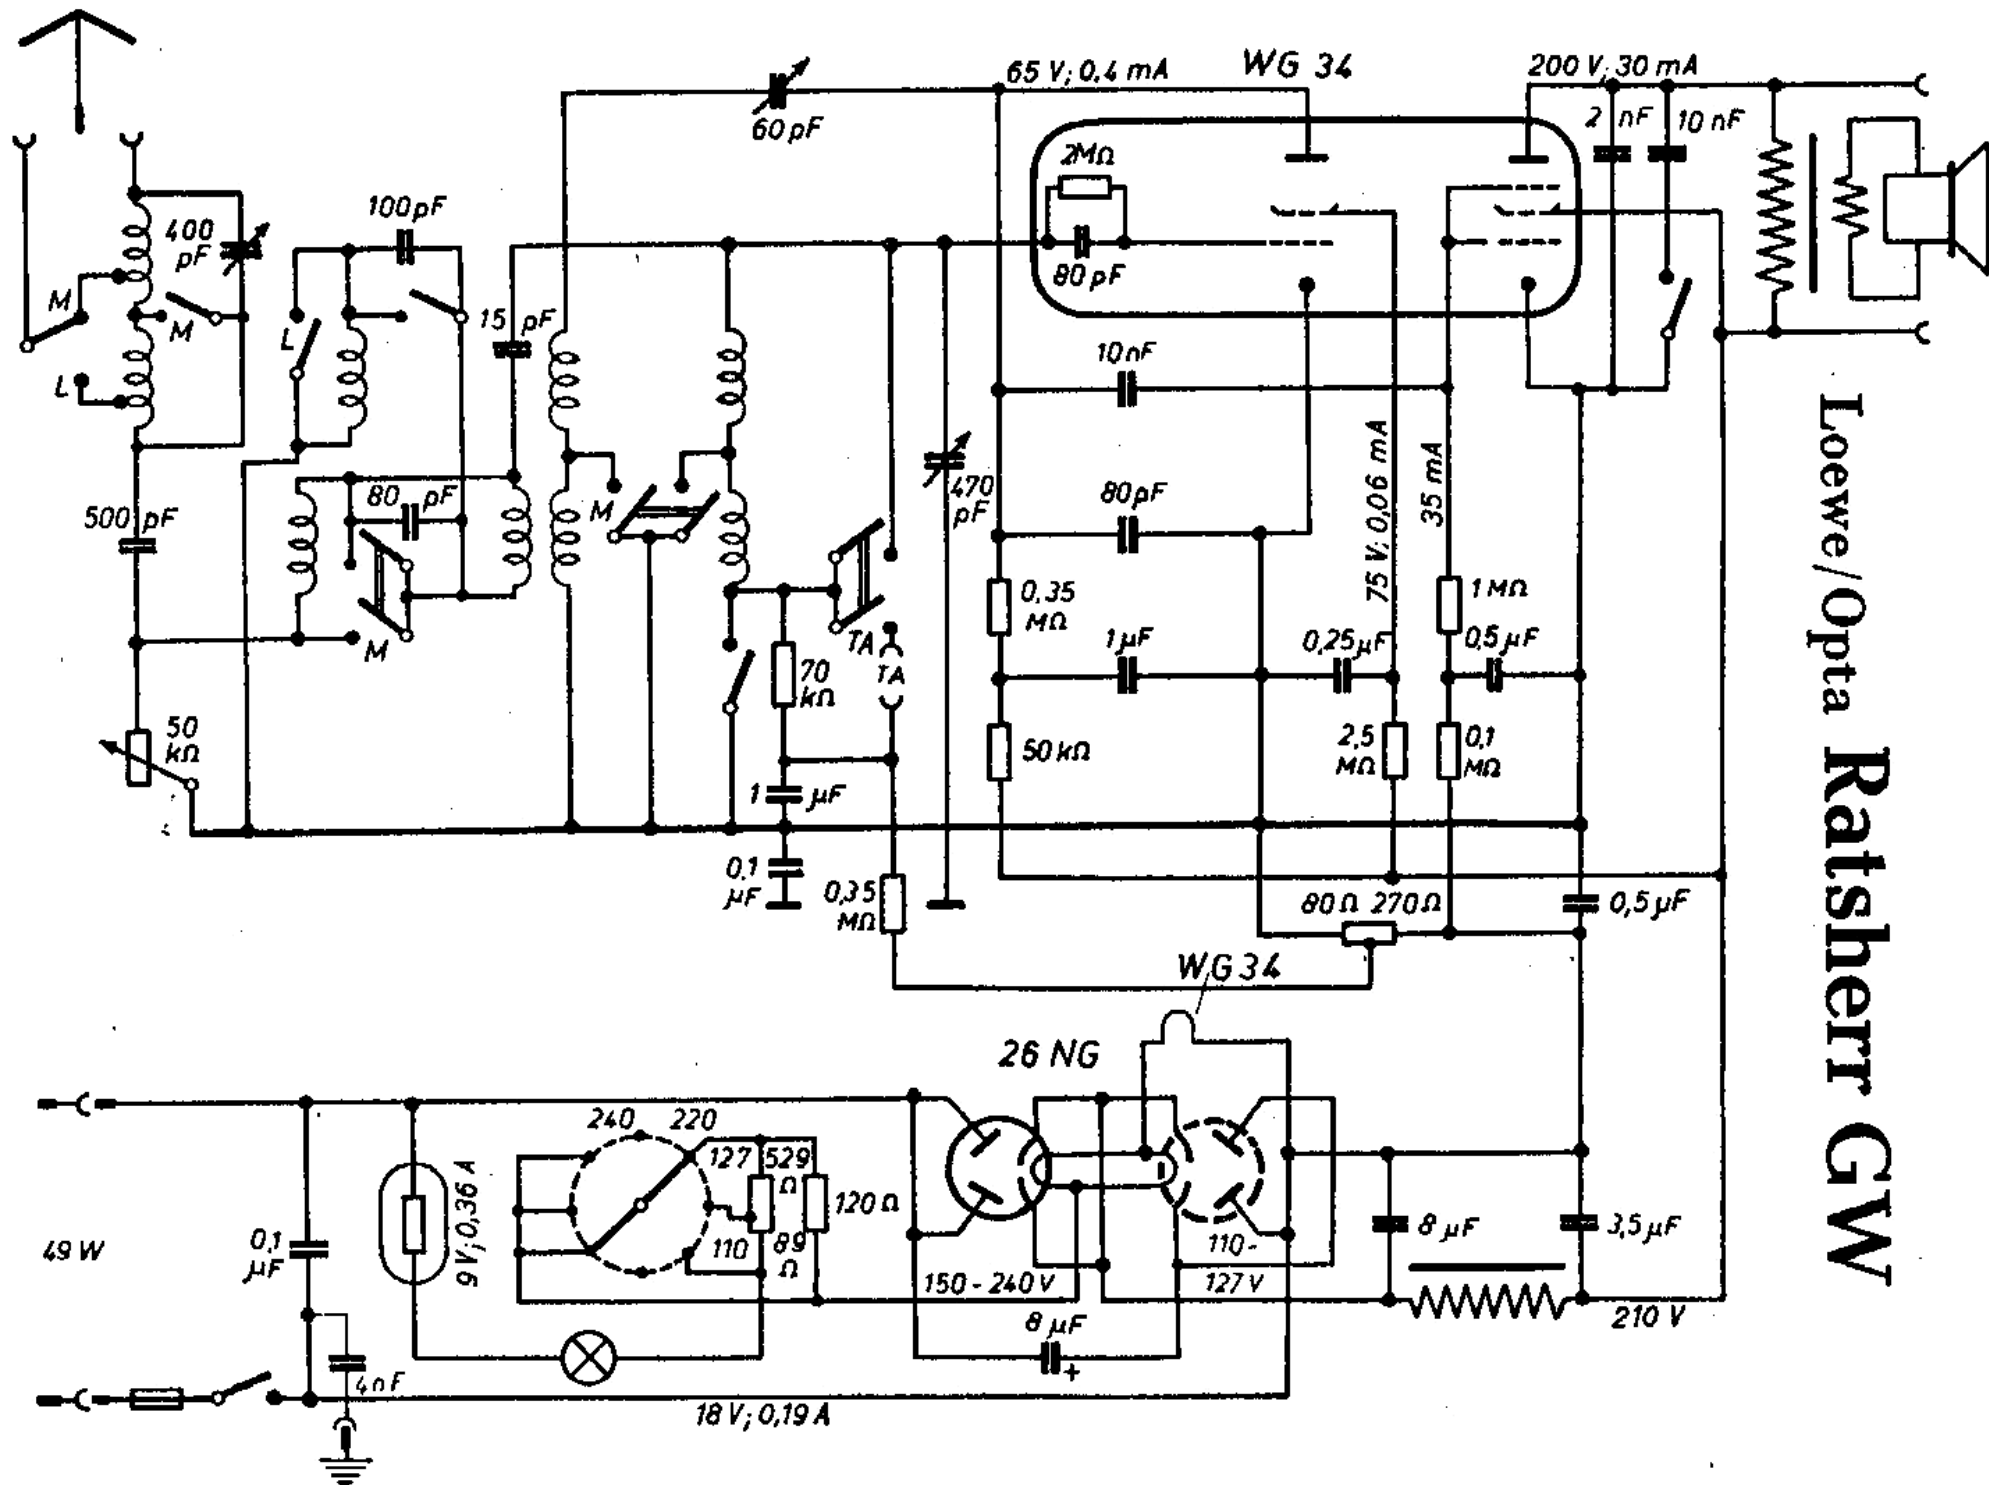 65 V; 0,4 mA
WG 34
200 V; 30 mA
60 pF
2 nF
10 nF
2MΩ
100 pF
400
pF
80 pF
M
M
15 pF
L
10 nF
L
75 V; 0,06 mA
35 mA
80 pF
470
pF
80 pF
M
500 pF
0,35
MΩ
1 MΩ
1 µF
0,25 µF
0,5 µF
TA
TA
M
70
kΩ
50
kΩ
50 kΩ
2,5
MΩ
0,1
MΩ
1 µF
0,1
µF
0,35
MΩ
80 Ω 270 Ω
0,5 µF
WG 34
26 NG
240 220
127
529
Ω
9 V; 0,36 A
120 Ω
49 W
0,1
µF
110
89
Ω
8 µF
3,5 µF
150 - 240 V
110 -
127 V
210 V
8 µF
+
4 nF
18 V; 0,19 A
Loewe/Opta Ratsherr GW